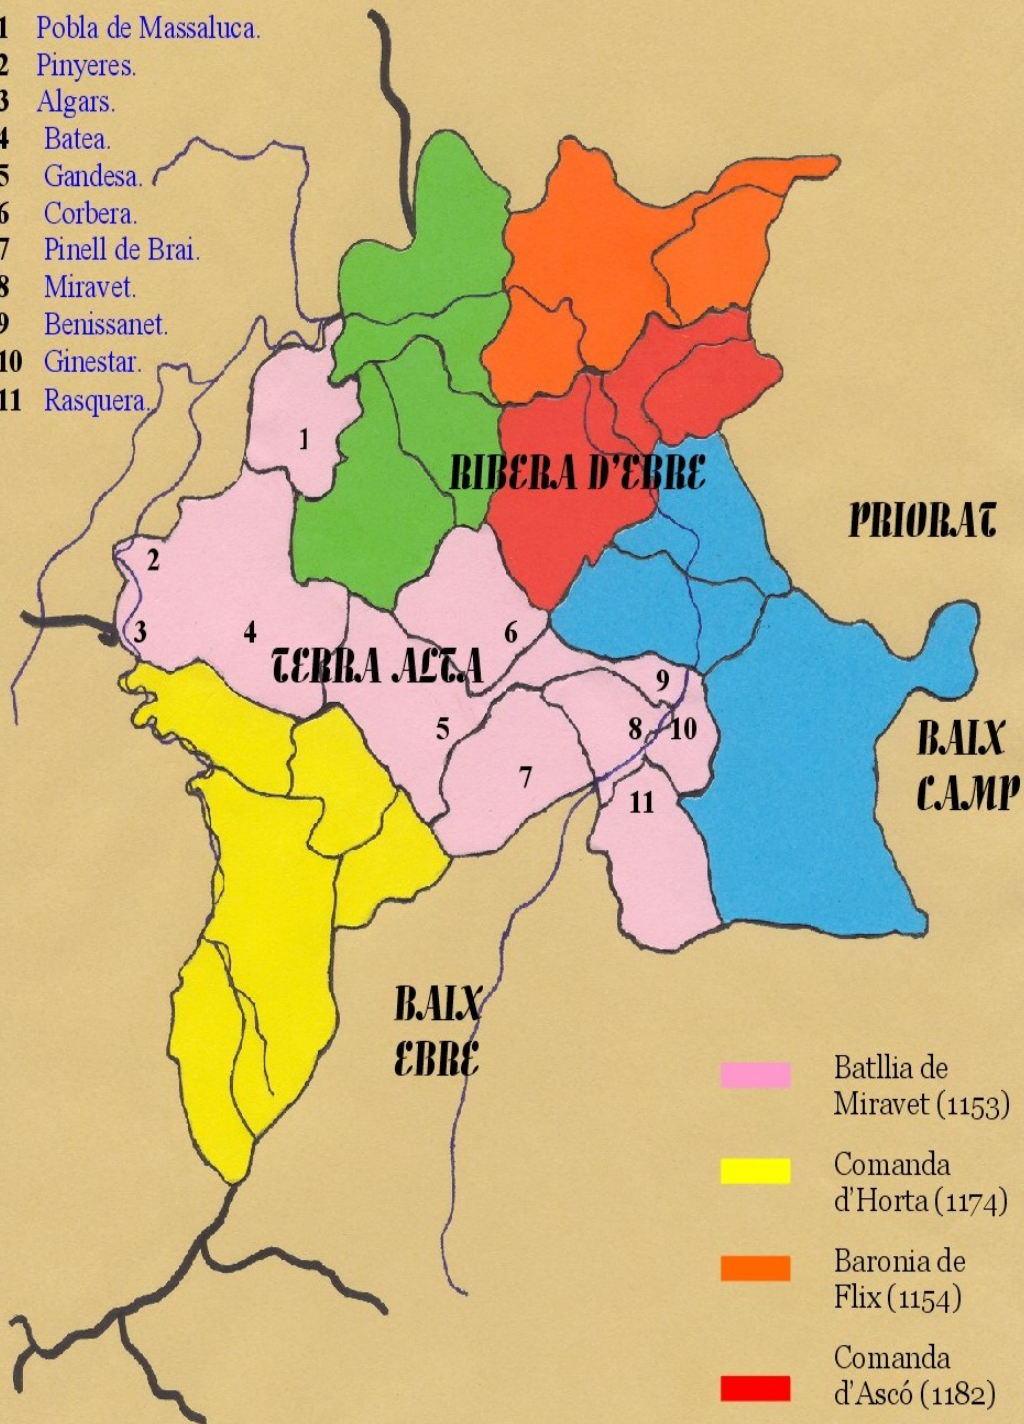 1 Pobla de Massaluca.
2 Pinyeres.
3 Algars.
4 Batea.
5 Gandesa.
6 Corbera.
7 Pinell de Brai.
8 Miravet.
9 Benissanet.
10 Ginestar.
11 Rasquera.
1
RIBERA D'EBRE
PRIORAT
2
3
4
6
TERRA ALTA
9
5
8
10
7
11
BAIX
CAMP
BAIX
EBRE
Batllia de
Miravet (1153)
Comanda
d'Horta (1174)
Baronia de
Flix (1154)
Comanda
d'Ascó (1182)